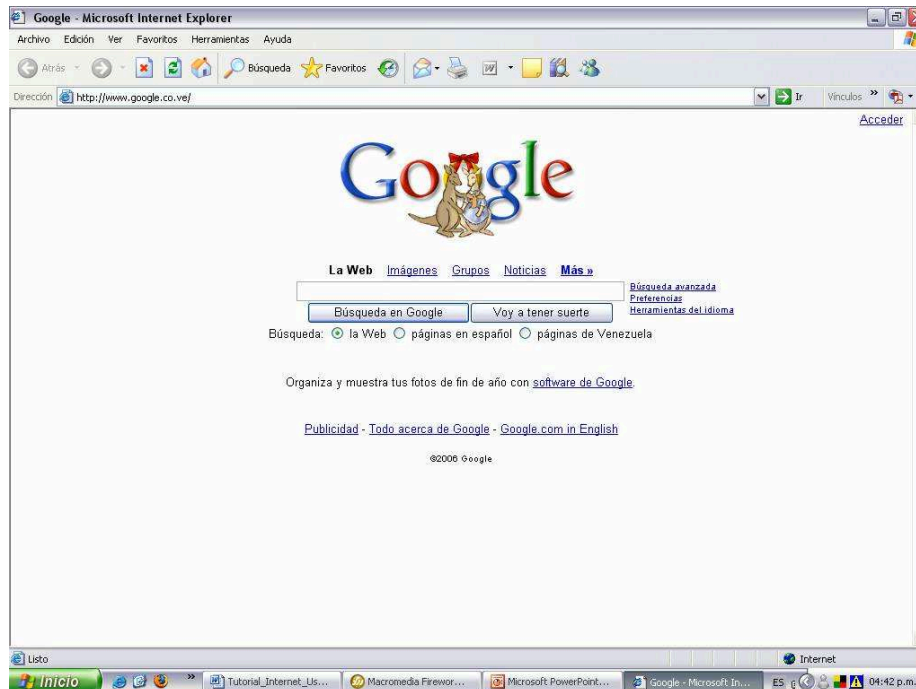 Google - Microsoft Internet Explorer
Archivo Edición Ver Favoritos Herramientas Ayuda
Atrás Búsqueda Favoritos
Dirección http://www.google.co.ve/ Ir Vínculos »
Acceder
Google
La Web Imágenes Grupos Noticias Más »
Búsqueda avanzada
Preferencias
Herramientas del idioma
Búsqueda en Google Voy a tener suerte
Búsqueda: la Web páginas en español páginas de Venezuela
Organiza y muestra tus fotos de fin de año con software de Google.
Publicidad - Todo acerca de Google - Google.com in English
©2006 Google
Listo Internet
Inicio » Tutorial_Internet_Us... Macromedia Firewor... Microsoft PowerPoint... Google - Microsoft In... ES 04:42 p.m.